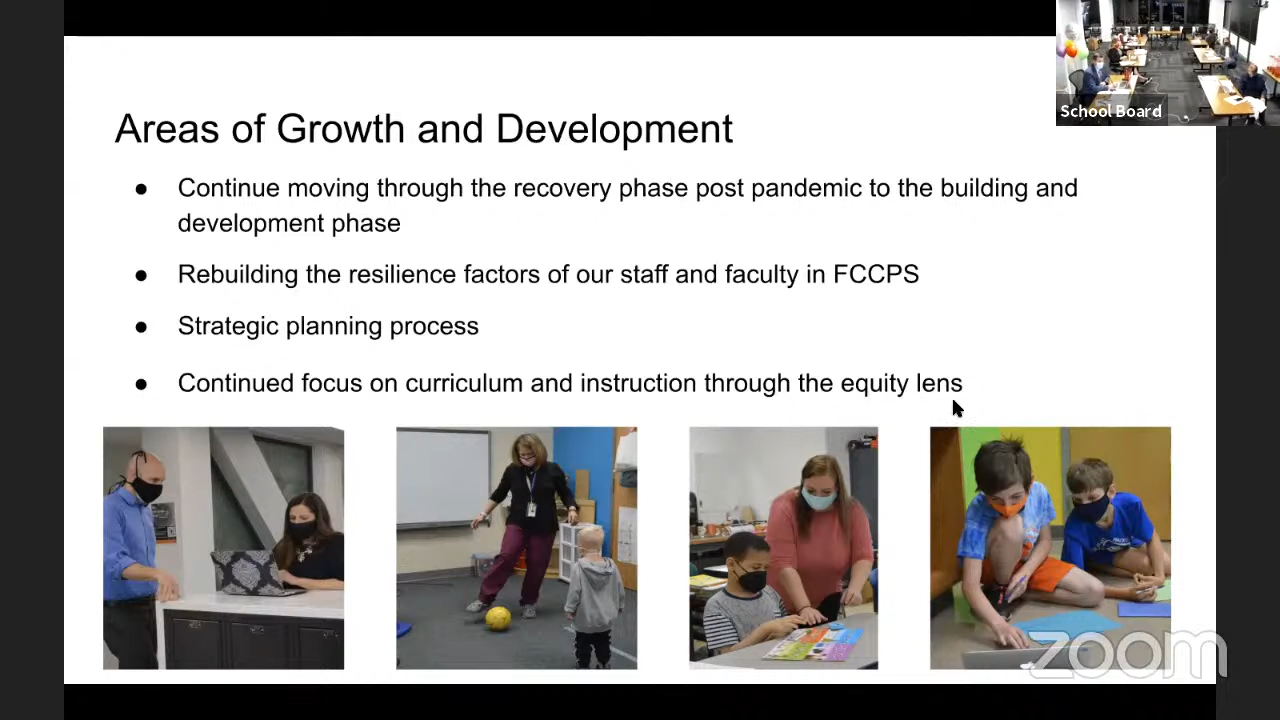 School Board
Areas of Growth and Development
● Continue moving through the recovery phase post pandemic to the building and
development phase
● Rebuilding the resilience factors of our staff and faculty in FCCPS
● Strategic planning process
● Continued focus on curriculum and instruction through the equity lens
zoom